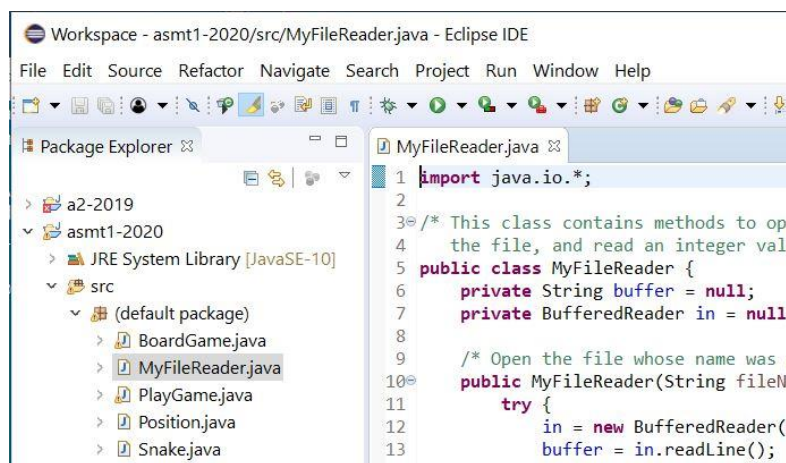 Workspace - asmt1-2020/src/MyFileReader.java - Eclipse IDE
File Edit Source Refactor Navigate Search Project Run Window Help
Package Explorer
a2-2019
asmt1-2020
JRE System Library [JavaSE-10]
src
(default package)
BoardGame.java
MyFileReader.java
PlayGame.java
Position.java
Snake.java
MyFileReader.java
1 import java.io.*;
2
3 /* This class contains methods to op
4 the file, and read an integer val
5 public class MyFileReader {
6 private String buffer = null;
7 private BufferedReader in = null
8
9 /* Open the file whose name was
10 public MyFileReader(String fileN
11 try {
12 in = new BufferedReader(
13 buffer = in.readLine();